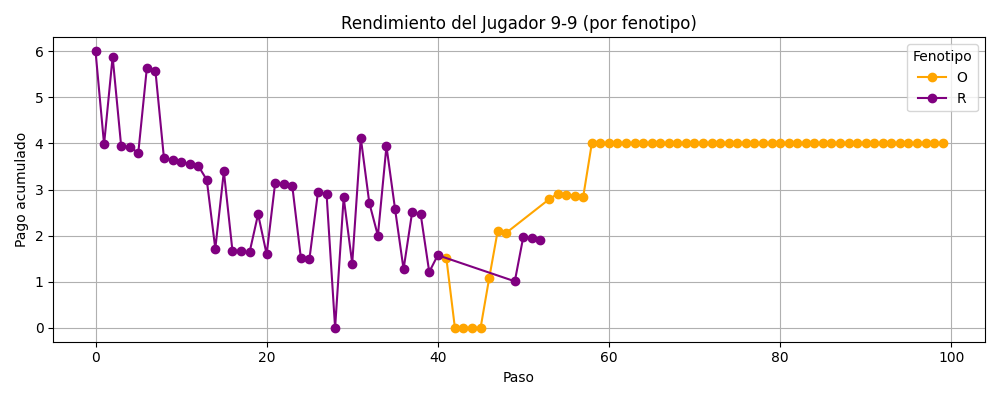 Rendimiento del Jugador 9-9 (por fenotipo)
Pago acumulado
6
5
4
3
2
1
0
Fenotipo
O
R
0 20 40 60 80 100
Paso